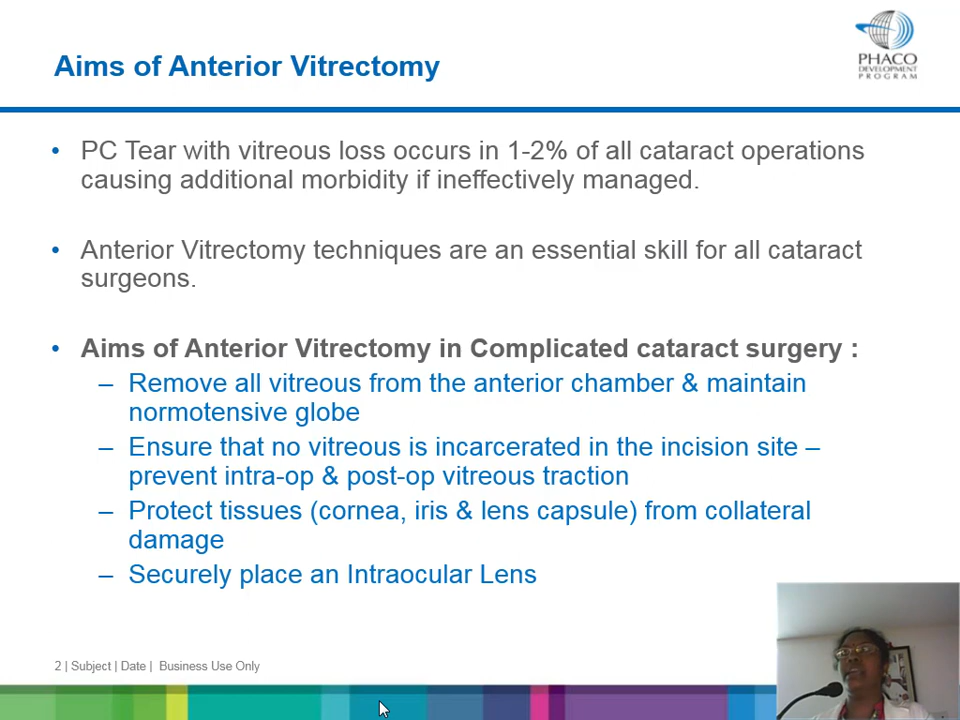 PHACO
DEVELOPMENT
PROGRAM
Aims of Anterior Vitrectomy
• PC Tear with vitreous loss occurs in 1-2% of all cataract operations
causing additional morbidity if ineffectively managed.
• Anterior Vitrectomy techniques are an essential skill for all cataract
surgeons.
• Aims of Anterior Vitrectomy in Complicated cataract surgery :
– Remove all vitreous from the anterior chamber & maintain
normotensive globe
– Ensure that no vitreous is incarcerated in the incision site –
prevent intra-op & post-op vitreous traction
– Protect tissues (cornea, iris & lens capsule) from collateral
damage
– Securely place an Intraocular Lens
2 | Subject | Date | Business Use Only